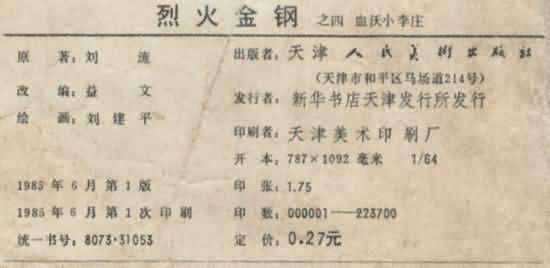 烈火金钢 之四 血沃小李庄
原 著：刘 流
改 编：益 文
绘 画：刘建平
1985年6月第1版
1985年6月第1次印刷
统一书号：8073·31053
出版者：天津人民美術出版社
（天津市和平区马场道214号）
发行者：新华书店天津发行所发行
印刷者：天津美术印刷厂
开 本：787×1092 毫米 1/64
印 张：1.75
印 数：000001—223700
定 价：0.27元